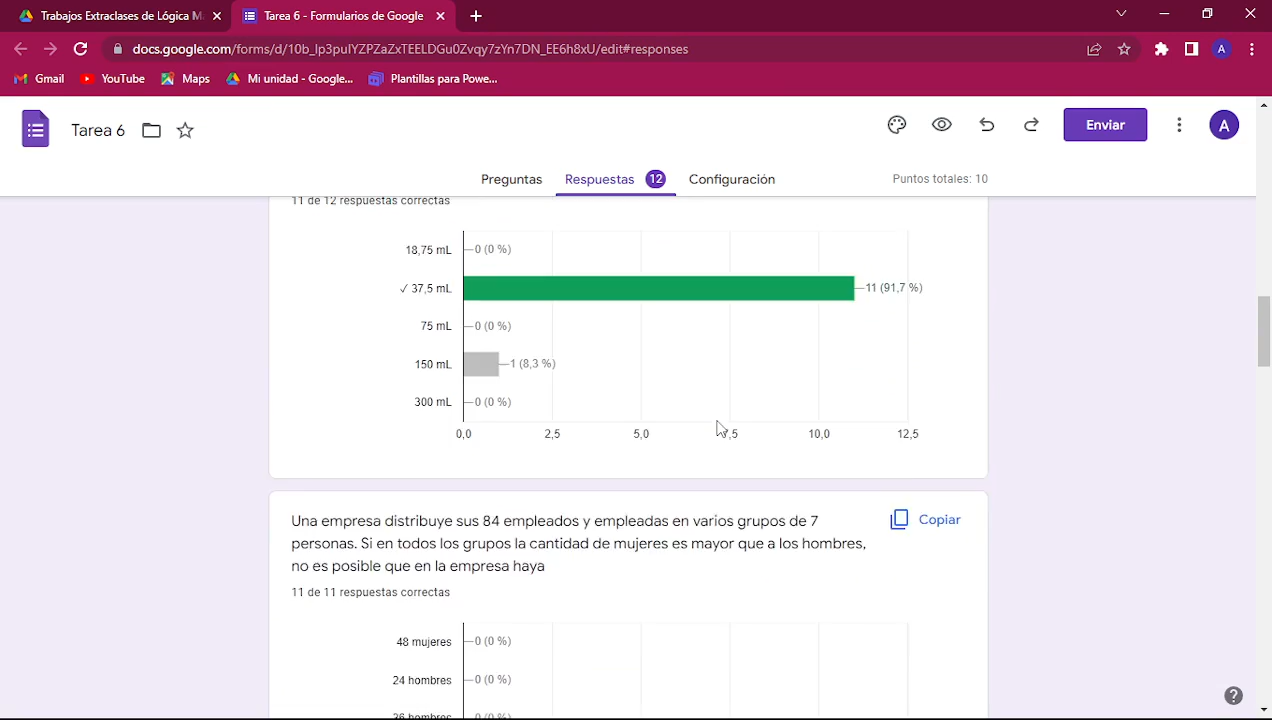 Trabajos Extraclases de Lógica M
Tarea 6 - Formularios de Google
docs.google.com/forms/d/10b_lp3pulYZPZaZxTEELDGu0Zvqy7zYn7DN_EE6h8xU/edit#responses
A
Gmail
YouTube
Maps
Mi unidad - Google...
Plantillas para Powe...
Tarea 6
Enviar
A
Preguntas
Respuestas 12
Configuración
Puntos totales: 10
11 de 12 respuestas correctas
18,75 mL 0 (0 %)
✓ 37,5 mL 11 (91,7 %)
75 mL 0 (0 %)
150 mL 1 (8,3 %)
300 mL 0 (0 %)
0,0 2,5 5,0 7,5 10,0 12,5
Una empresa distribuye sus 84 empleados y empleadas en varios grupos de 7
personas. Si en todos los grupos la cantidad de mujeres es mayor que a los hombres,
no es posible que en la empresa haya
Copiar
11 de 11 respuestas correctas
48 mujeres 0 (0 %)
24 hombres 0 (0 %)
36 hombres 0 (0 %)